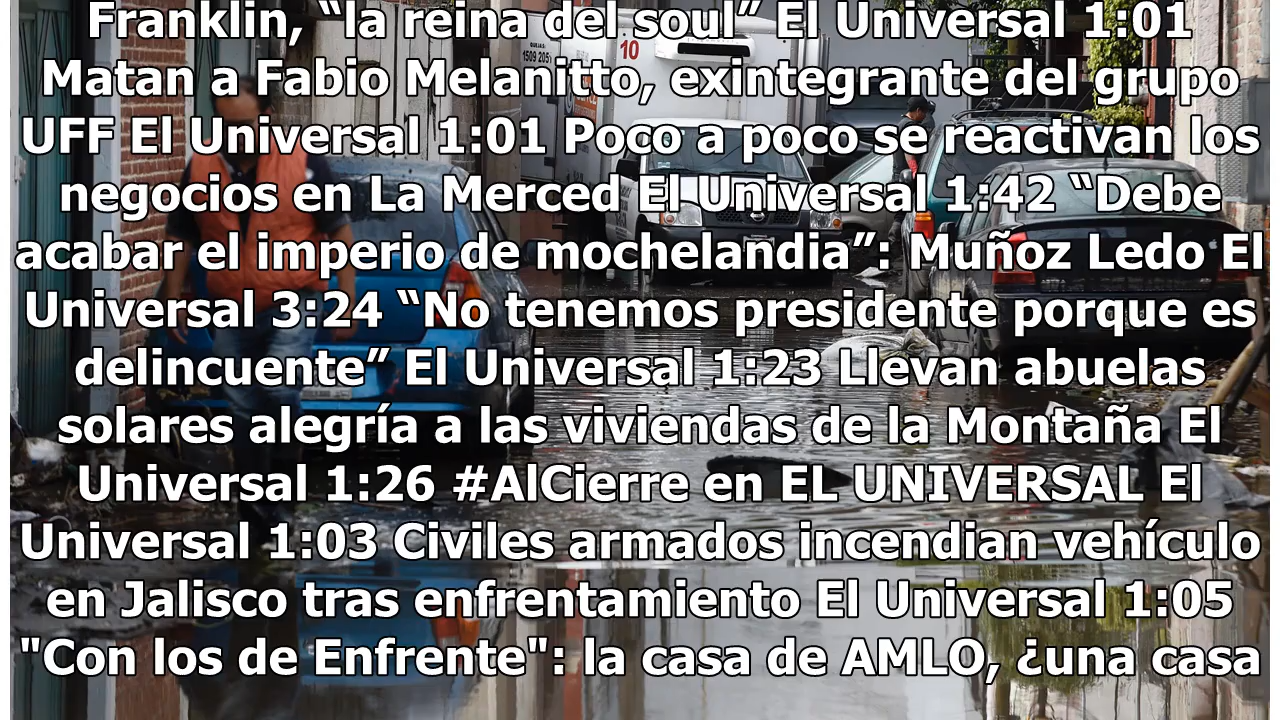 Franklin, “la reina del soul” El Universal 1:01
Matan a Fabio Melanitto, exintegrante del grupo
UFF El Universal 1:01 Poco a poco se reactivan los
negocios en La Merced El Universal 1:42 “Debe
acabar el imperio de mochelandia”: Muñoz Ledo El
Universal 3:24 “No tenemos presidente porque es
delincuente” El Universal 1:23 Llevan abuelas
solares alegría a las viviendas de la Montaña El
Universal 1:26 #AlCierre en EL UNIVERSAL El
Universal 1:03 Civiles armados incendian vehículo
en Jalisco tras enfrentamiento El Universal 1:05
"Con los de Enfrente": la casa de AMLO, ¿una casa
QUEJAS:
10